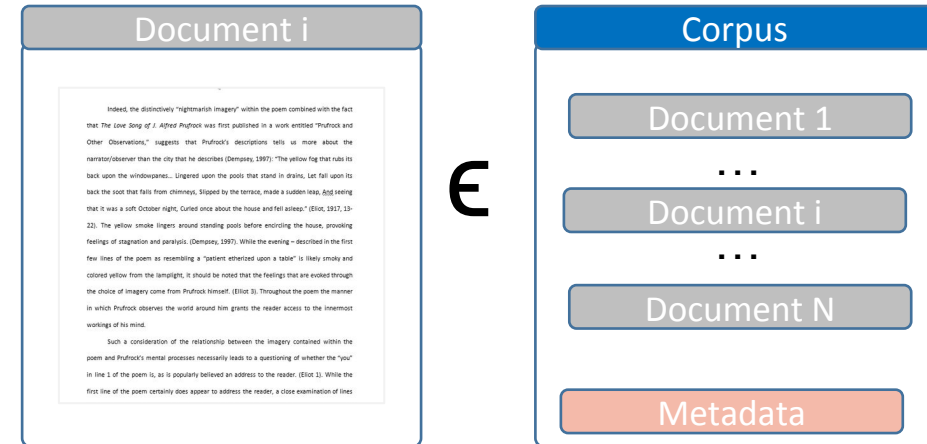 Document i
Indeed, the distinctively "nightmarish imagery" within the poem combined with the fact
that The Love Song of J. Alfred Prufrock was first published in a work entitled "Prufrock and
Other Observations," suggests that Prufrock's descriptions tells us more about the
narrator/observer than the city that he describes (Dempsey, 1997): "The yellow fog that rubs its
back upon the windowpanes... Lingered upon the pools that stand in drains, Let fall upon its
back the soot that falls from chimneys, Slipped by the terrace, made a sudden leap, And seeing
that it was a soft October night, Curled once about the house and fell asleep." (Eliot, 1917, 13-
22). The yellow smoke lingers around standing pools before encircling the house, provoking
feelings of stagnation and paralysis. (Dempsey, 1997). While the evening – described in the first
few lines of the poem as resembling a "patient etherized upon a table" is likely smoky and
colored yellow from the lamplight, it should be noted that the feelings that are evoked through
the choice of imagery come from Prufrock himself. (Elliot 3). Throughout the poem the manner
in which Prufrock observes the world around him grants the reader access to the innermost
workings of his mind.
Such a consideration of the relationship between the imagery contained within the
poem and Prufrock's mental processes necessarily leads to a questioning of whether the "you"
in line 1 of the poem is, as is popularly believed an address to the reader. (Eliot 1). While the
first line of the poem certainly does appear to address the reader, a close examination of lines
ϵ
Corpus
Document 1
...
Document i
...
Document N
Metadata